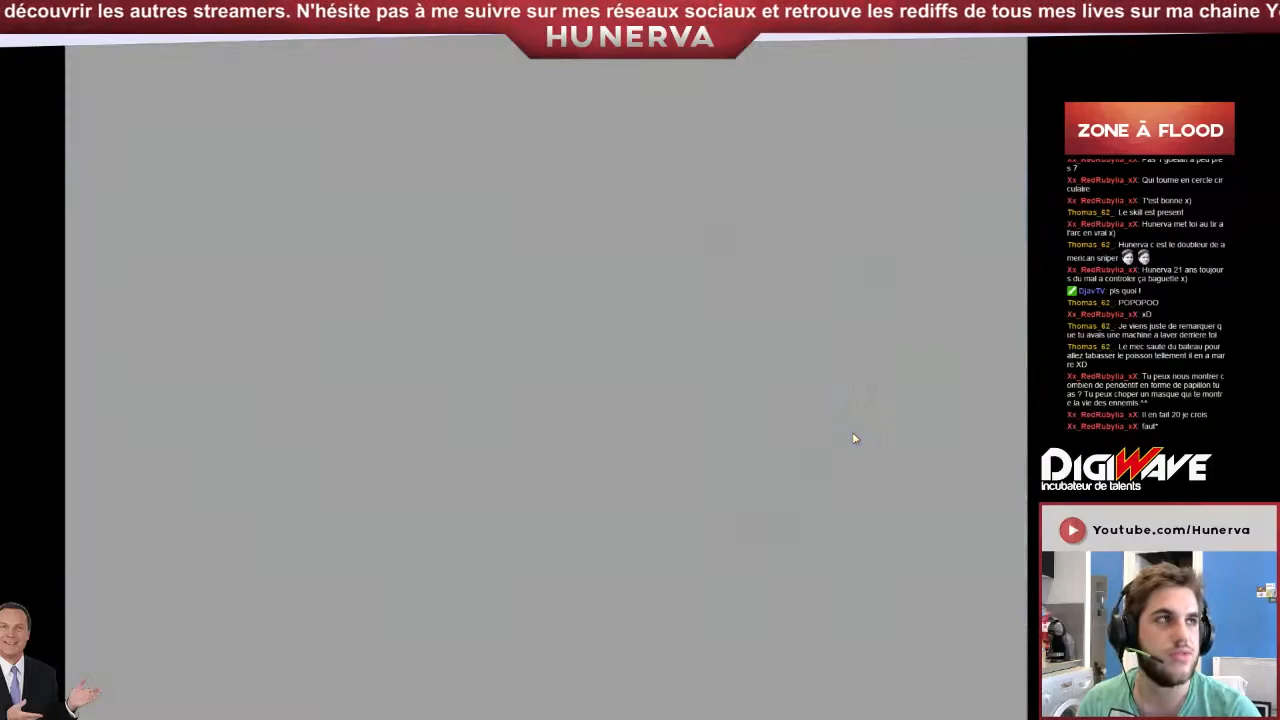 découvrir les autres streamers. N'hésite pas à me suivre sur mes réseaux sociaux et retrouve les rediffs de tous mes lives sur ma chaine Y
HUNERVA
ZONE À FLOOD
s 7
Xx_RedRubylia_xX: Qui tourne en cercle cir
culaire
Xx_RedRubylia_xX: T'est bonne x)
Thomas_62_: Le skill est present
Xx_RedRubylia_xX: Hunerva met toi au tir a
l'arc en vrai x)
Thomas_62_: Hunerva c est le doubleur de a
merican sniper
Xx_RedRubylia_xX: Hunerva 21 ans toujour
s du mal a controler ça baguette x)
DjavTV: pls quoi !
Thomas_62_: POPOPOO
Xx_RedRubylia_xX: xD
Thomas_62_: Je viens juste de remarquer q
ue tu avais une machine a laver derriere toi
Thomas_62_: Le mec saute du bateau pour
allez tabasser le poisson tellement il en a mar
re XD
Xx_RedRubylia_xX: Tu peux nous montrer c
ombien de pendentif en forme de papillon tu
as ? Tu peux choper un masque qui te montr
e la vie des ennemis ^^
Xx_RedRubylia_xX: Il en fait 20 je crois
Xx_RedRubylia_xX: faut*
DIGIWAVE
incubateur de talents
Youtube.com/Hunerva